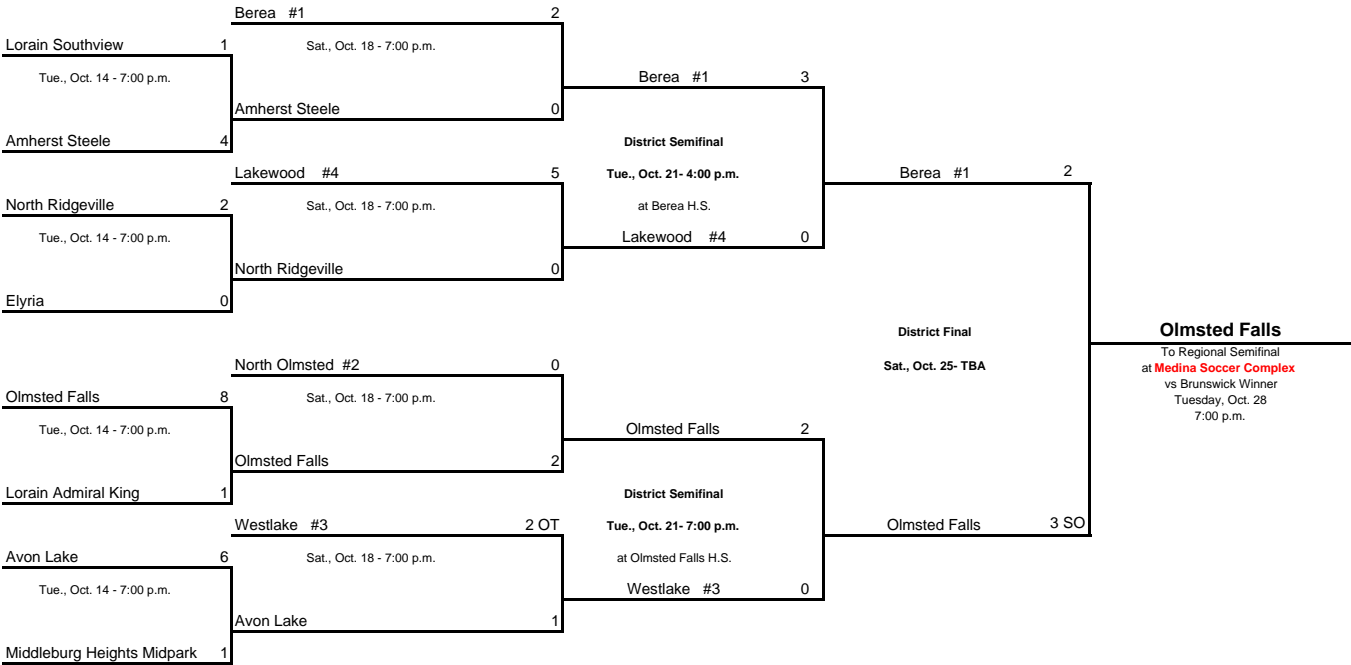 Berea #1 2
Lorain Southview 1
Sat., Oct. 18 - 7:00 p.m.
Tue., Oct. 14 - 7:00 p.m.
Amherst Steele 0
Amherst Steele 4
Berea #1 3
District Semifinal
Tue., Oct. 21- 4:00 p.m.
at Berea H.S.
Lakewood #4 5
North Ridgeville 2
Sat., Oct. 18 - 7:00 p.m.
Tue., Oct. 14 - 7:00 p.m.
North Ridgeville 0
Elyria 0
Lakewood #4 0
Berea #1 2
District Final
Sat., Oct. 25- TBA
North Olmsted #2 0
Olmsted Falls 8
Sat., Oct. 18 - 7:00 p.m.
Tue., Oct. 14 - 7:00 p.m.
Olmsted Falls 2
Lorain Admiral King 1
Olmsted Falls 2
District Semifinal
Tue., Oct. 21- 7:00 p.m.
at Olmsted Falls H.S.
Westlake #3 2 OT
Avon Lake 6
Sat., Oct. 18 - 7:00 p.m.
Tue., Oct. 14 - 7:00 p.m.
Avon Lake 1
Middleburg Heights Midpark 1
Westlake #3 0
Olmsted Falls 3 SO
Olmsted Falls
To Regional Semifinal
at Medina Soccer Complex
vs Brunswick Winner
Tuesday, Oct. 28
7:00 p.m.